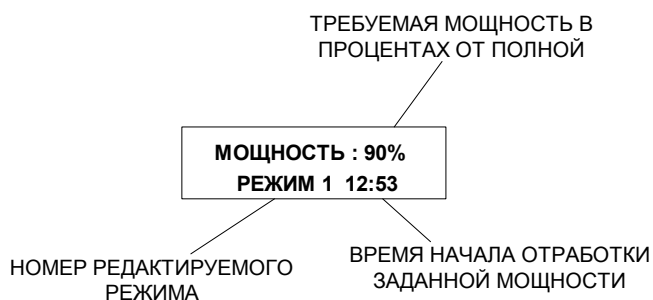 ТРЕБУЕМАЯ МОЩНОСТЬ В
ПРОЦЕНТАХ ОТ ПОЛНОЙ
МОЩНОСТЬ : 90%
РЕЖИМ 1 12:53
НОМЕР РЕДАКТИРУЕМОГО
РЕЖИМА
ВРЕМЯ НАЧАЛА ОТРАБОТКИ
ЗАДАННОЙ МОЩНОСТИ